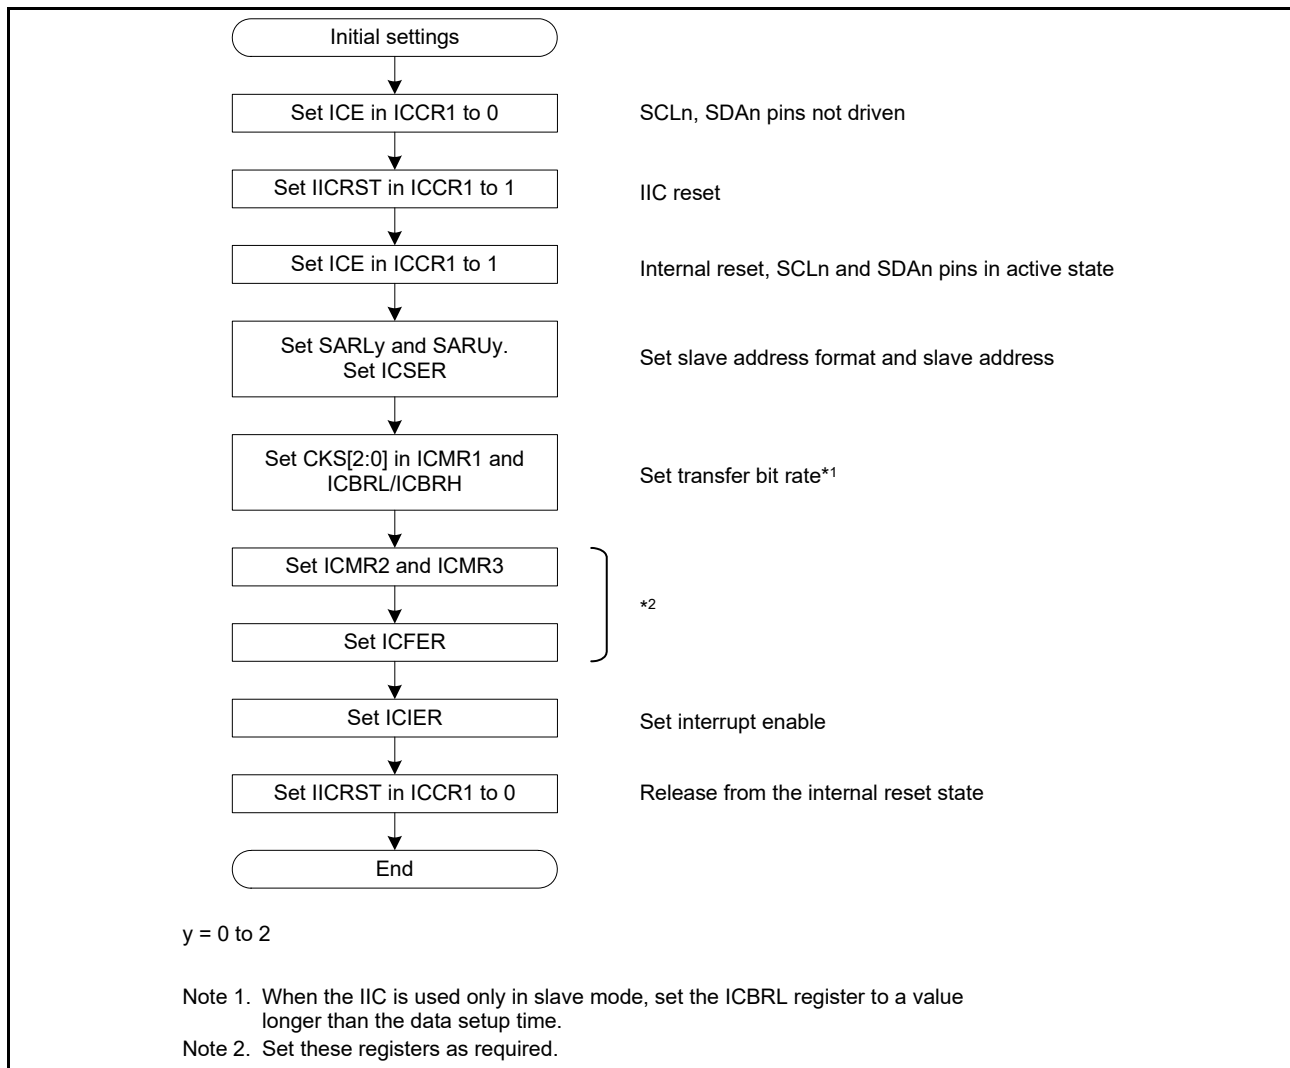 Initial settings
Set ICE in ICCR1 to 0
SCLn, SDAn pins not driven
Set IICRST in ICCR1 to 1
IIC reset
Set ICE in ICCR1 to 1
Internal reset, SCLn and SDAn pins in active state
Set SARLy and SARUy.
Set ICSER
Set slave address format and slave address
Set CKS[2:0] in ICMR1 and
ICBRL/ICBRH
Set transfer bit rate*1
Set ICMR2 and ICMR3
*2
Set ICFER
Set ICIER
Set interrupt enable
Set IICRST in ICCR1 to 0
Release from the internal reset state
End
y = 0 to 2
Note 1. When the IIC is used only in slave mode, set the ICBRL register to a value
longer than the data setup time.
Note 2. Set these registers as required.